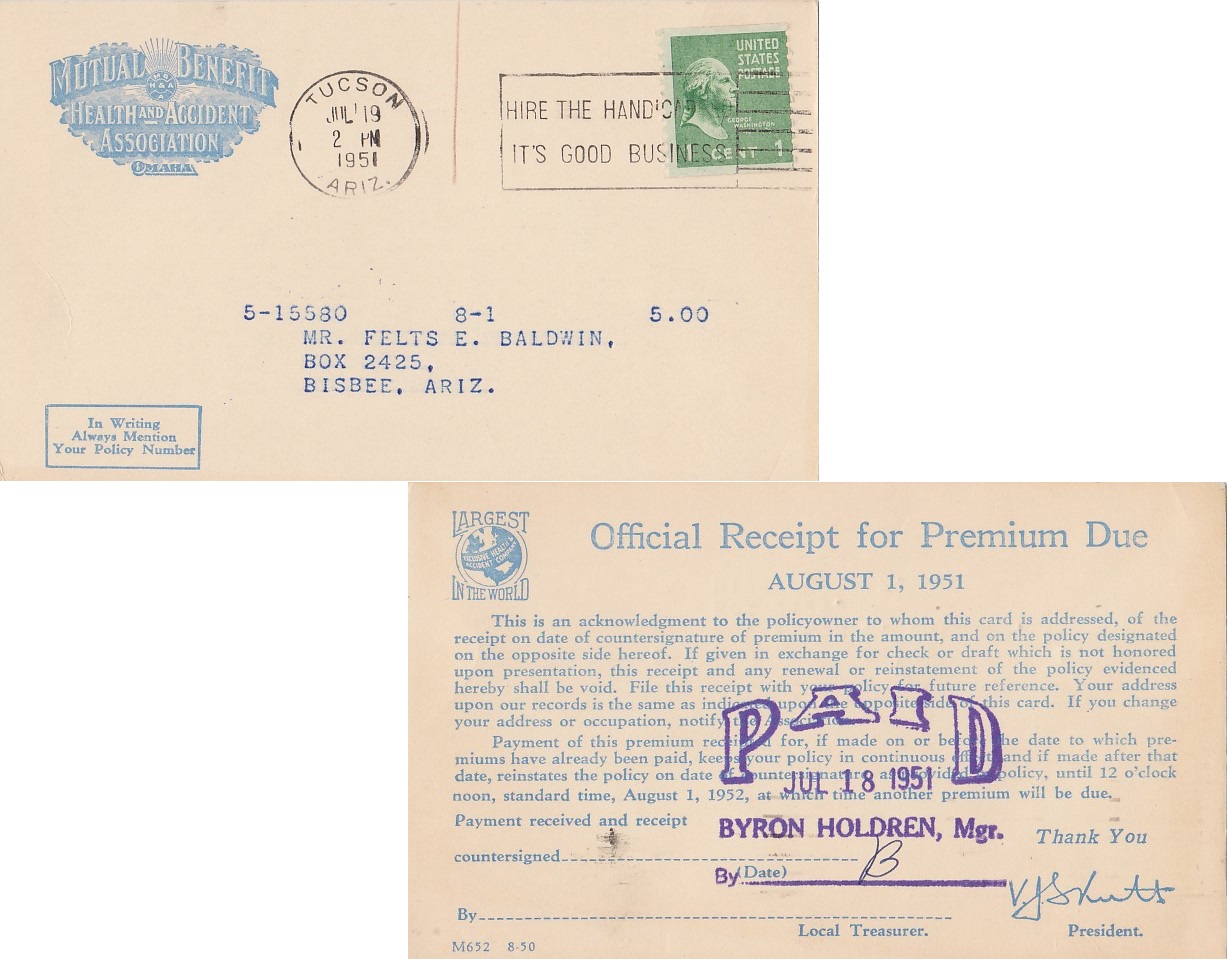 MUTUAL BENEFIT
HEALTH AND ACCIDENT
ASSOCIATION
OMAHA
TUCSON
JUL 19
2 PM
1951
ARIZ.
HIRE THE HANDICAP
IT'S GOOD BUSINESS
UNITED
STATES
POSTAGE
GEORGE
WASHINGTON
1 CENT 1
5-15580 8-1 5.00
MR. FELTS E. BALDWIN,
BOX 2425,
BISBEE, ARIZ.
In Writing
Always Mention
Your Policy Number
LARGEST
EXCLUSIVE HEALTH &
ACCIDENT COMPANY
IN THE WORLD
Official Receipt for Premium Due
AUGUST 1, 1951
This is an acknowledgment to the policyowner to whom this card is addressed, of the
receipt on date of countersignature of premium in the amount, and on the policy designated
on the opposite side hereof. If given in exchange for check or draft which is not honored
upon presentation, this receipt and any renewal or reinstatement of the policy evidenced
hereby shall be void. File this receipt with your policy for future reference. Your address
upon our records is the same as indicated upon the opposite side of this card. If you change
your address or occupation, notify the Association.
Payment of this premium receipted for, if made on or before the date to which pre-
miums have already been paid, keeps your policy in continuous effect and if made after that
date, reinstates the policy on date of countersignature, as provided in policy, until 12 o'clock
noon, standard time, August 1, 1952, at which time another premium will be due.
PAID
JUL 18 1951
BYRON HOLDREN, Mgr.
By B
Payment received and receipt
countersigned
(Date)
Thank You
V. J. Skutt
By
Local Treasurer.
President.
M652 8-50